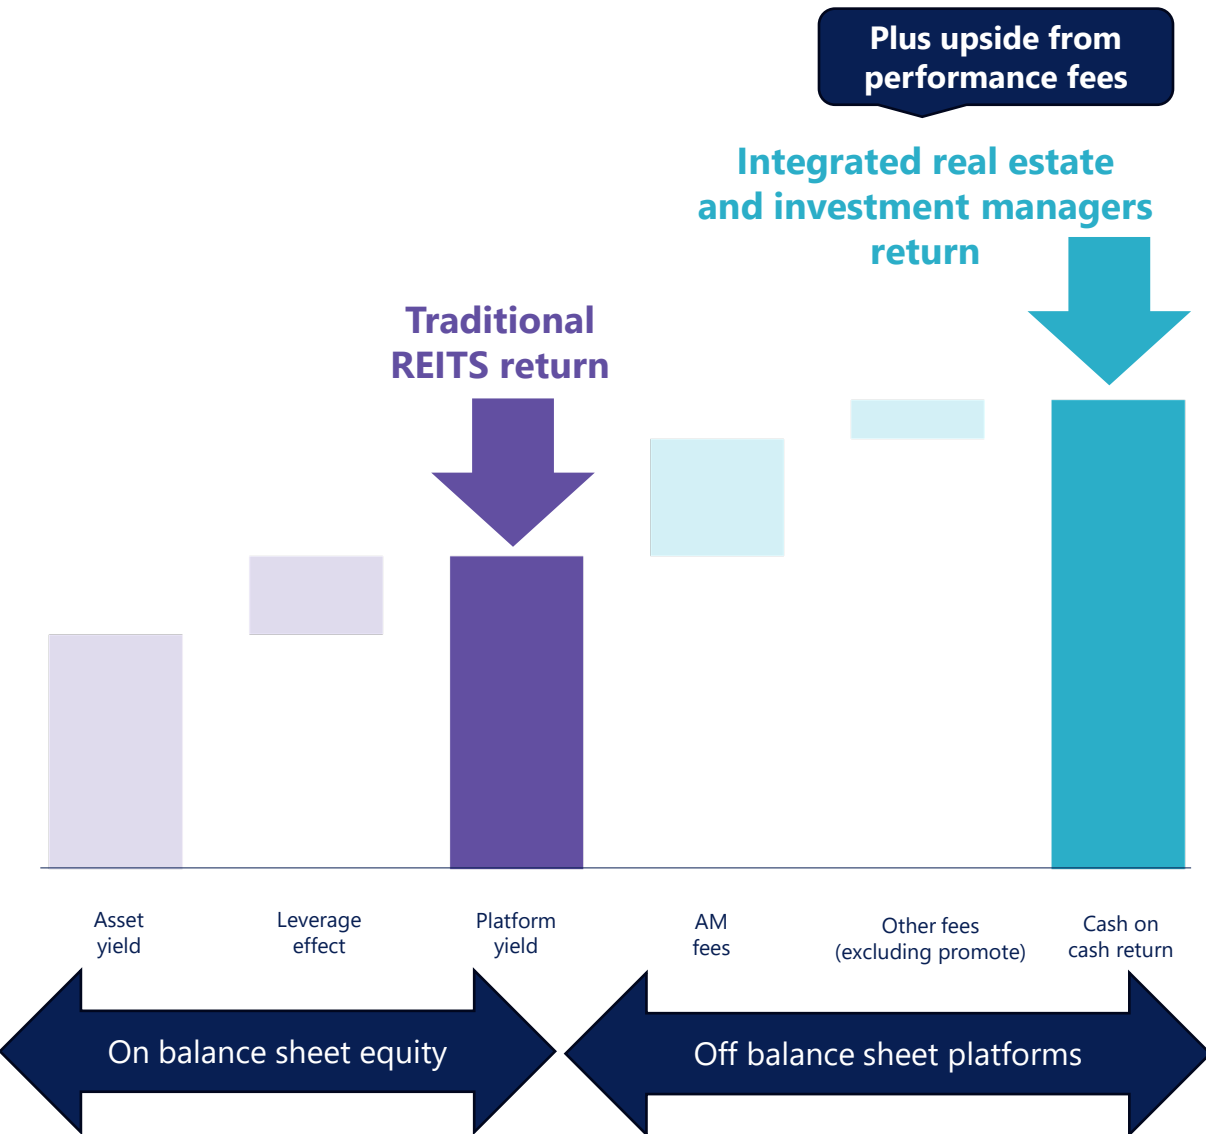 Plus upside from
performance fees
Integrated real estate
and investment managers
return
Traditional
REITS return
Asset
yield
Leverage
effect
Platform
yield
AM
fees
Other fees
(excluding promote)
Cash on
cash return
On balance sheet equity
Off balance sheet platforms